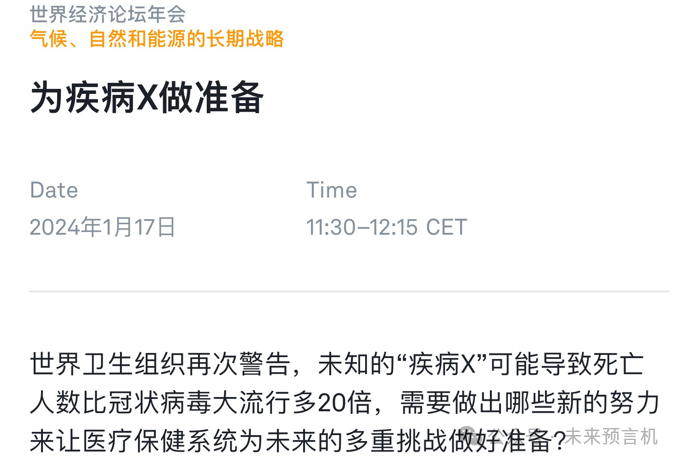 世界经济论坛年会
气候、自然和能源的长期战略
为疾病X做准备
Date
Time
2024年1月17日
11:30–12:15 CET
世界卫生组织再次警告，未知的“疾病X”可能导致死亡
人数比冠状病毒大流行多20倍，需要做出哪些新的努力
来让医疗保健系统为未来的多重挑战做好准备？
未来预言机